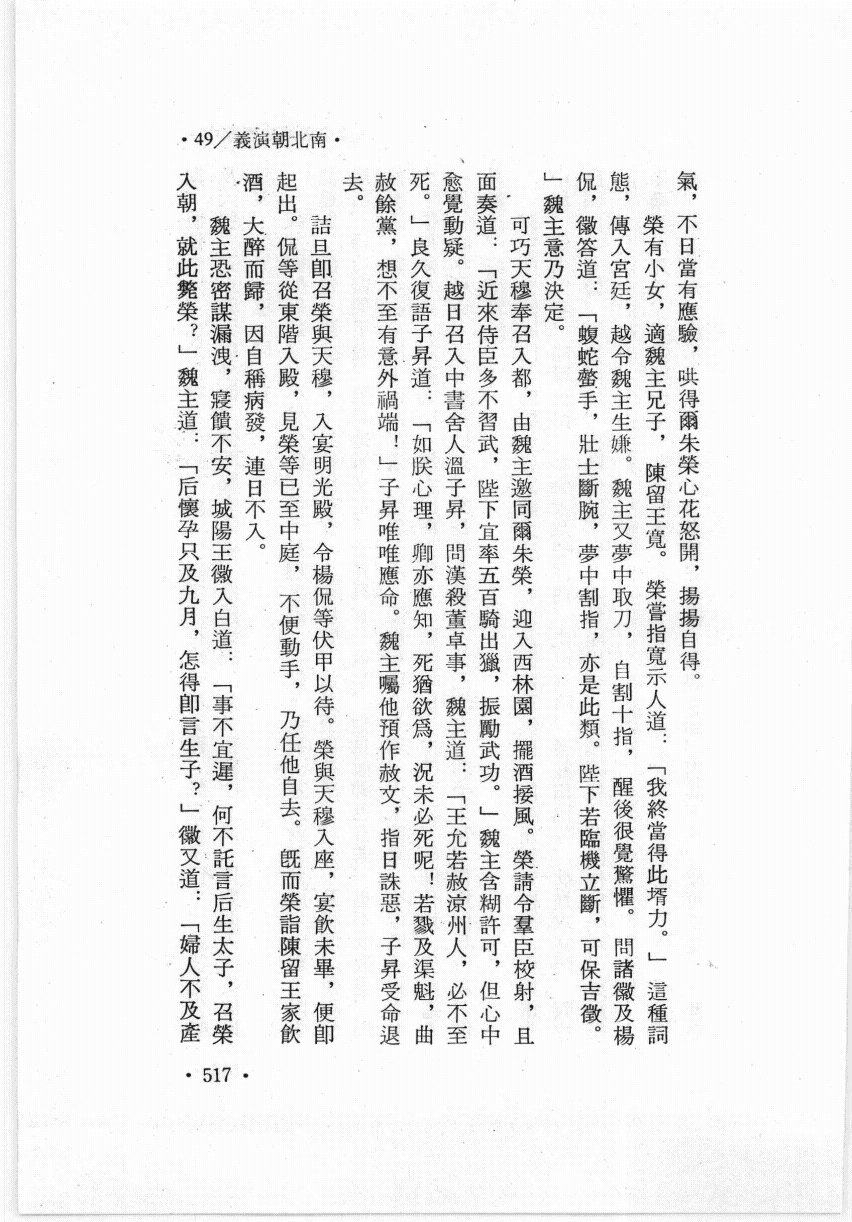 •49／義演朝北南•
氣，不日當有應驗，哄得爾朱榮心花怒開，揚揚自得。
榮有小女，適魏主兄子，陳留王寬。榮嘗指寬示人道：「我終當得此壻力。」這種詞
態，傳入宮廷，越令魏主生嫌。魏主又夢中取刀，自割十指，醒後很覺驚懼。問諸徽及楊
侃，徽答道：「蝮蛇螫手，壯士斷腕，夢中割指，亦是此類。陛下若臨機立斷，可保吉徵。
」魏主意乃決定。
可巧天穆奉召入都，由魏主邀同爾朱榮，迎入西林園，擺酒接風。榮請令羣臣校射，且
面奏道：「近來侍臣多不習武，陛下宜率五百騎出獵，振勵武功。」魏主含糊許可，但心中
愈覺動疑。越日召入中書舍人溫子昇，問漢殺董卓事，魏主道：「王允若赦涼州人，必不至
死。」良久復語子昇道：「如朕心理，卿亦應知，死猶欲爲，況未必死呢！若戮及渠魁，曲
赦餘黨，想不至有意外禍端！」子昇唯唯應命。魏主囑他預作赦文，指日誅惡，子昇受命退
去。
詰旦卽召榮與天穆，入宴明光殿，令楊侃等伏甲以待。榮與天穆入座，宴飲未畢，便卽
起出。侃等從東階入殿，見榮等已至中庭，不便動手，乃任他自去。旣而榮詣陳留王家飲
酒，大醉而歸，因自稱病發，連日不入。
魏主恐密謀漏洩，寢饋不安，城陽王徽入白道：「事不宜遲，何不託言后生太子，召榮
入朝，就此斃榮？」魏主道：「后懷孕只及九月，怎得卽言生子？」徽又道：「婦人不及產
•517•